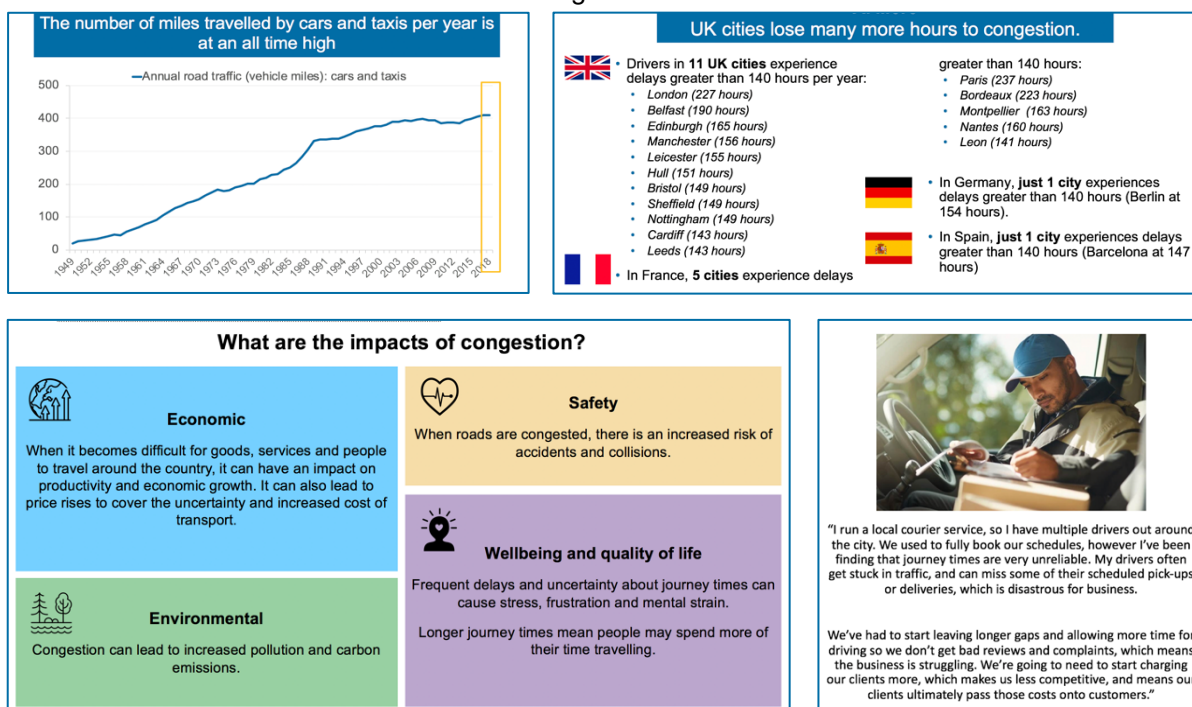 The number of miles travelled by cars and taxis per year is
at an all time high
Annual road traffic (vehicle miles): cars and taxis
500
400
300
200
100
0
1949
1952
1955
1958
1961
1964
1967
1970
1973
1976
1979
1982
1985
1988
1991
1994
1997
2000
2003
2006
2009
2012
2015
2018
UK cities lose many more hours to congestion.
• Drivers in 11 UK cities experience
delays greater than 140 hours per year:
• London (227 hours)
• Belfast (190 hours)
• Edinburgh (165 hours)
• Manchester (156 hours)
• Leicester (155 hours)
• Hull (151 hours)
• Bristol (149 hours)
• Sheffield (149 hours)
• Nottingham (149 hours)
• Cardiff (143 hours)
• Leeds (143 hours)
• In France, 5 cities experience delays
greater than 140 hours:
• Paris (237 hours)
• Bordeaux (223 hours)
• Montpellier (163 hours)
• Nantes (160 hours)
• Leon (141 hours)
• In Germany, just 1 city experiences
delays greater than 140 hours (Berlin at
154 hours).
• In Spain, just 1 city experiences delays
greater than 140 hours (Barcelona at 147
hours)
What are the impacts of congestion?
Economic
When it becomes difficult for goods, services and people
to travel around the country, it can have an impact on
productivity and economic growth. It can also lead to
price rises to cover the uncertainty and increased cost of
transport.
Safety
When roads are congested, there is an increased risk of
accidents and collisions.
Environmental
Congestion can lead to increased pollution and carbon
emissions.
Wellbeing and quality of life
Frequent delays and uncertainty about journey times can
cause stress, frustration and mental strain.
Longer journey times mean people may spend more of
their time travelling.
"I run a local courier service, so I have multiple drivers out around
the city. We used to fully book our schedules, however I've been
finding that journey times are very unreliable. My drivers often
get stuck in traffic, and can miss some of their scheduled pick-ups
or deliveries, which is disastrous for business.
We've had to start leaving longer gaps and allowing more time for
driving so we don't get bad reviews and complaints, which means
the business is struggling. We're going to need to start charging
our clients more, which makes us less competitive, and means our
clients ultimately pass those costs onto customers."